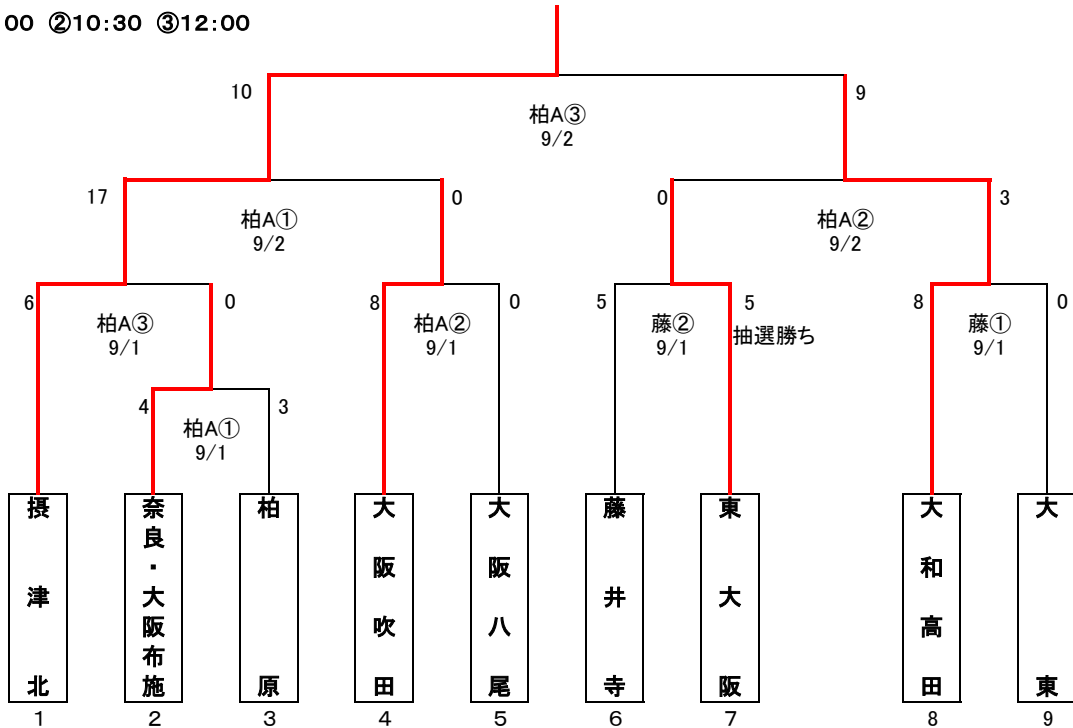 00 ②10:30 ③12:00
10
9
柏A③
9/2
17
0
0
3
柏A①
9/2
柏A②
9/2
6
0
8
0
5
5
8
0
柏A③
9/1
柏A②
9/1
藤②
9/1
抽選勝ち
藤①
9/1
4
3
柏A①
9/1
摂津北
奈良・大阪布施
柏原
大阪吹田
大阪八尾
藤井寺
東大阪
大和高田
大東
1
2
3
4
5
6
7
8
9